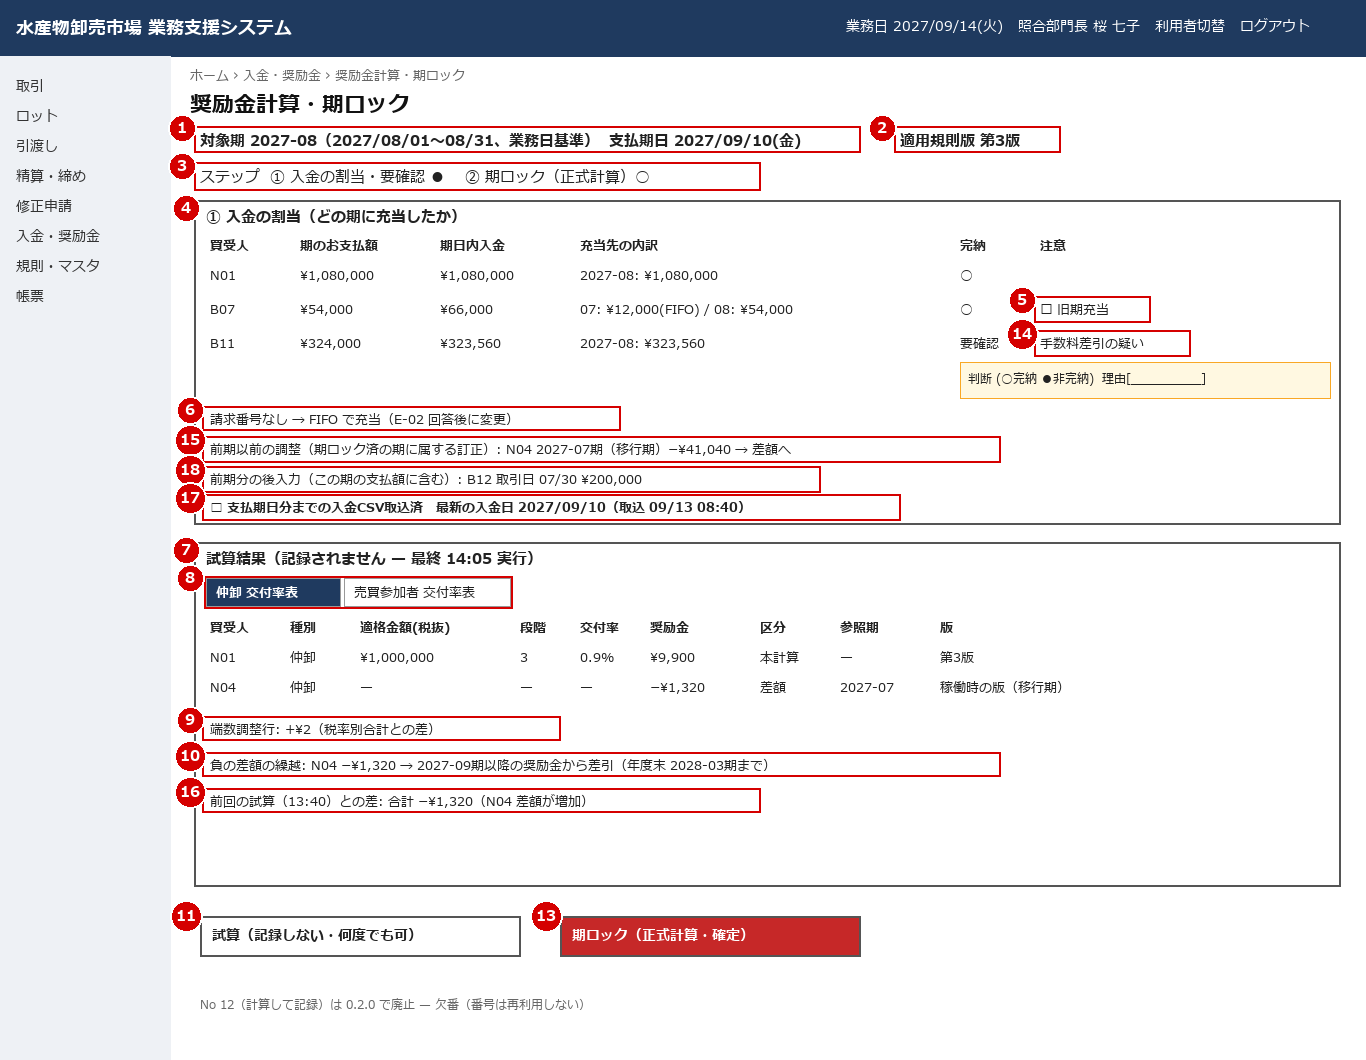 水産物卸売市場 業務支援システム
業務日 2027/09/14(火) 照合部門長 桜 七子 利用者切替 ログアウト
取引
ロット
引渡し
精算・締め
修正申請
入金・奨励金
規則・マスタ
帳票
ホーム › 入金・奨励金 › 奨励金計算・期ロック
奨励金計算・期ロック
1 対象期 2027-08（2027/08/01〜08/31、業務日基準） 支払期日 2027/09/10(金)
2 適用規則版 第3版
3 ステップ ① 入金の割当・要確認 ● ② 期ロック（正式計算）○
4 ① 入金の割当（どの期に充当したか）
買受人 期のお支払額 期日内入金 充当先の内訳 完納 注意
N01 ¥1,080,000 ¥1,080,000 2027-08: ¥1,080,000 ○
B07 ¥54,000 ¥66,000 07: ¥12,000(FIFO) / 08: ¥54,000 ○ 5 □ 旧期充当
B11 ¥324,000 ¥323,560 2027-08: ¥323,560 要確認 14 手数料差引の疑い
判断 (○完納 ●非完納) 理由[__________]
6 請求番号なし → FIFO で充当（E-02 回答後に変更）
15 前期以前の調整（期ロック済の期に属する訂正）: N04 2027-07期（移行期）−¥41,040 → 差額へ
18 前期分の後入力（この期の支払額に含む）: B12 取引日 07/30 ¥200,000
17 □ 支払期日分までの入金CSV取込済 最新の入金日 2027/09/10（取込 09/13 08:40）
7 試算結果（記録されません — 最終 14:05 実行）
8 仲卸 交付率表 売買参加者 交付率表
買受人 種別 適格金額(税抜) 段階 交付率 奨励金 区分 参照期 版
N01 仲卸 ¥1,000,000 3 0.9% ¥9,900 本計算 — 第3版
N04 仲卸 — — — −¥1,320 差額 2027-07 稼働時の版（移行期）
9 端数調整行: +¥2（税率別合計との差）
10 負の差額の繰越: N04 −¥1,320 → 2027-09期以降の奨励金から差引（年度末 2028-03期まで）
16 前回の試算（13:40）との差: 合計 −¥1,320（N04 差額が増加）
11 試算（記録しない・何度でも可）
13 期ロック（正式計算・確定）
No 12（計算して記録）は 0.2.0 で廃止 — 欠番（番号は再利用しない）